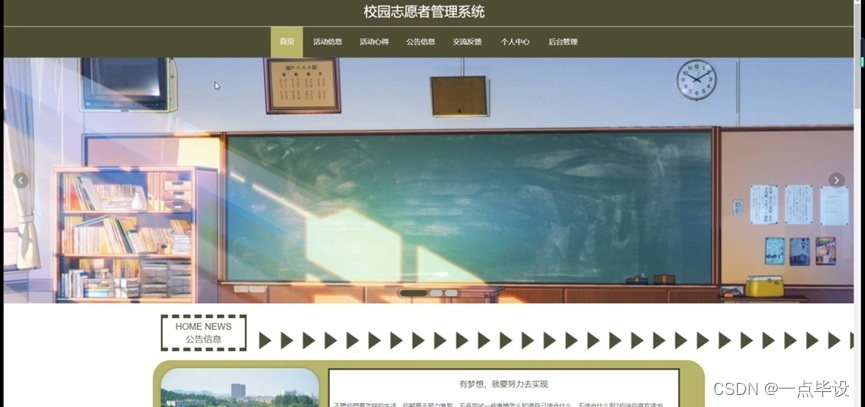 校园志愿者管理系统
首页 活动信息 活动心得 公告信息 交流反馈 个人中心 后台管理
HOME NEWS
公告信息
有梦想，就要努力去实现
CSDN @一点毕设